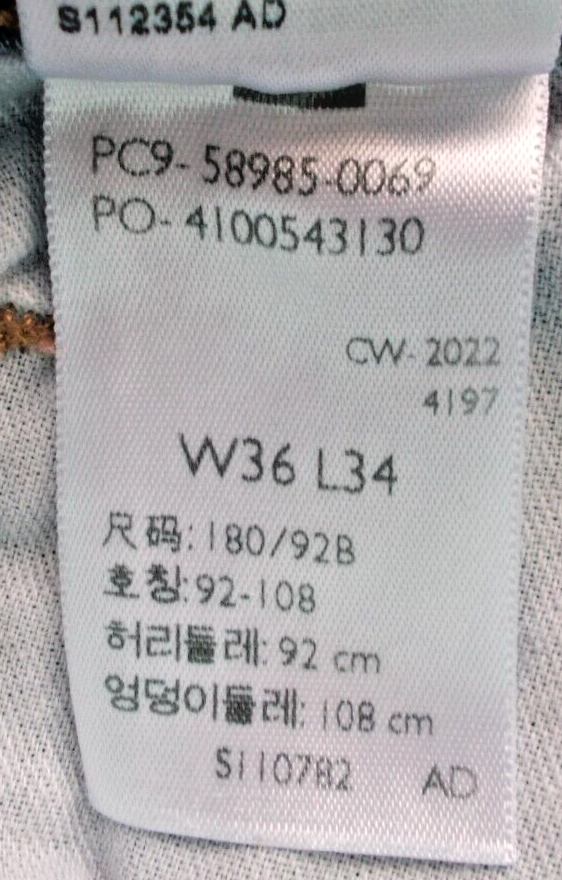 S112354 AD
PC9- 58985-0069
PO- 4100543130
CW- 2022
4197
W36 L34
尺码: 180/92B
호칭: 92-108
허리둘레: 92 cm
엉덩이둘레: 108 cm
S110782 AD